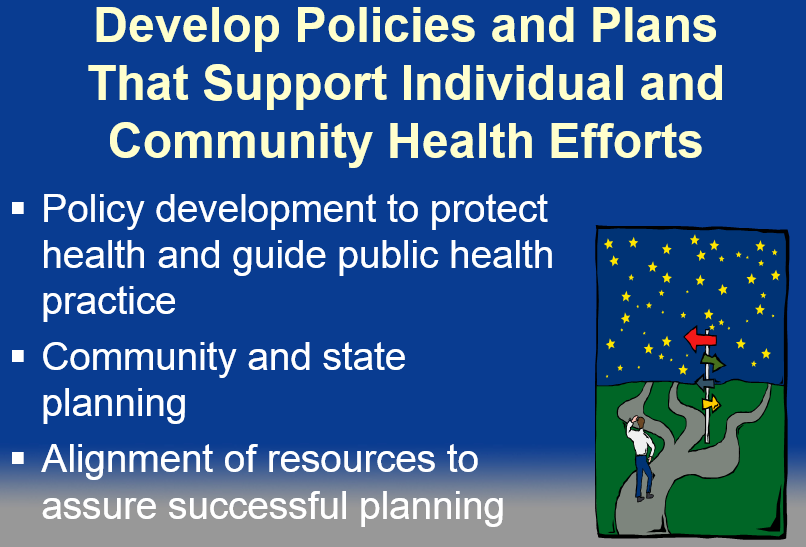 Develop Policies and Plans
That Support Individual and
Community Health Efforts
▪ Policy development to protect
health and guide public health
practice
▪ Community and state
planning
▪ Alignment of resources to
assure successful planning